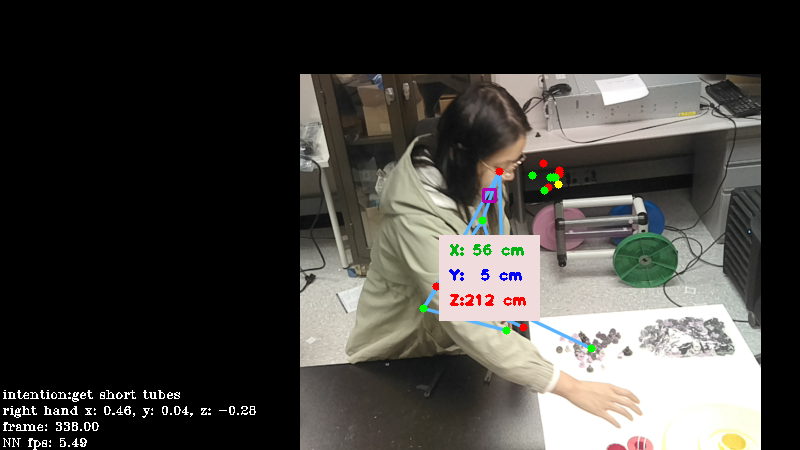 X: 56 cm
Y: 5 cm
Z:212 cm
intention:get short tubes
right hand x: 0.46, y: 0.04, z: -0.28
frame: 338.00
NN fps: 5.49